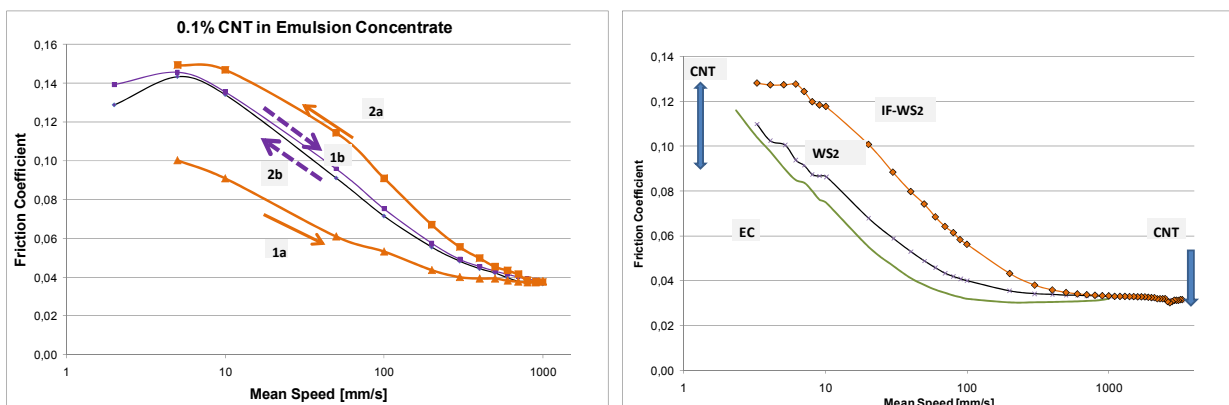 0.1% CNT in Emulsion Concentrate
Friction Coefficient
0,16
0,14
0,12
0,10
0,08
0,06
0,04
0,02
0,00
1
10
100
1000
Mean Speed [mm/s]
2a
1b
2b
1a
Friction Coefficient
0,14
0,12
0,10
0,08
0,06
0,04
0,02
0,00
1
10
100
1000
Mean Speed [mm/s]
CNT
IF-WS2
WS2
EC
CNT